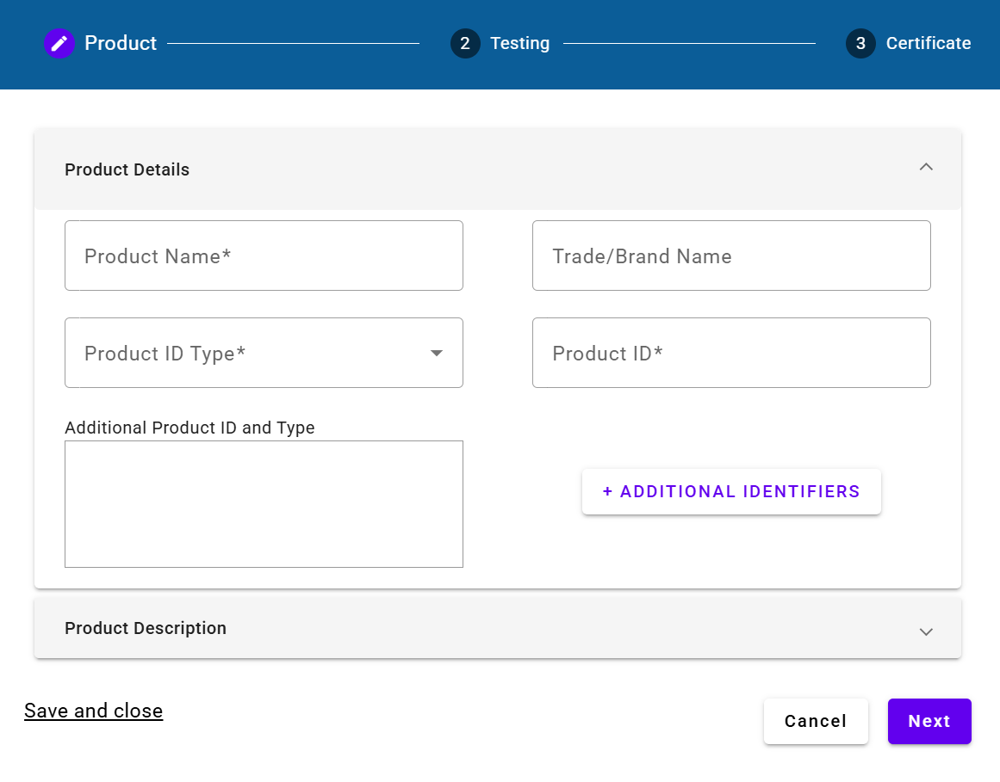 Product
2 Testing
3 Certificate
Product Details
Product Name*
Trade/Brand Name
Product ID Type*
Product ID*
Additional Product ID and Type
+ ADDITIONAL IDENTIFIERS
Product Description
Save and close
Cancel
Next